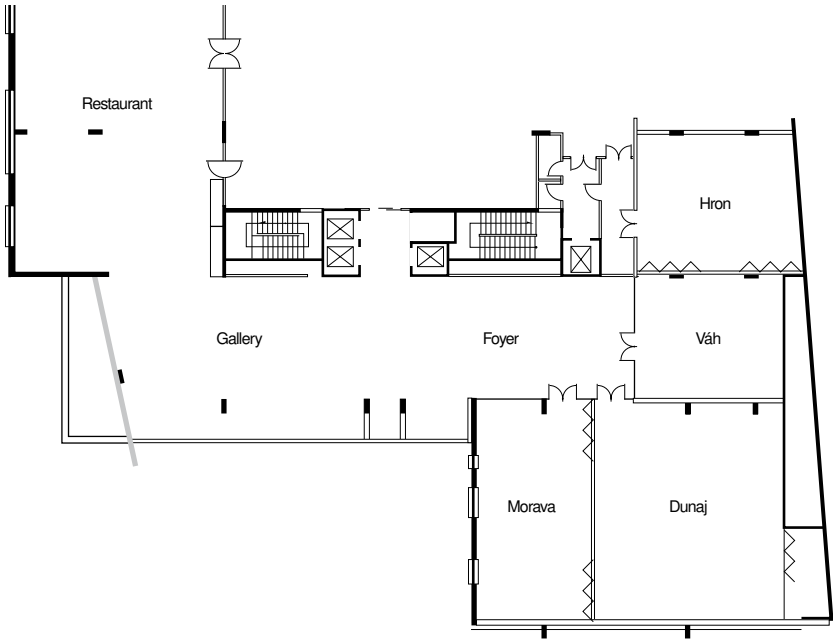 Restaurant
Hron
Gallery
Foyer
Váh
Morava
Dunaj